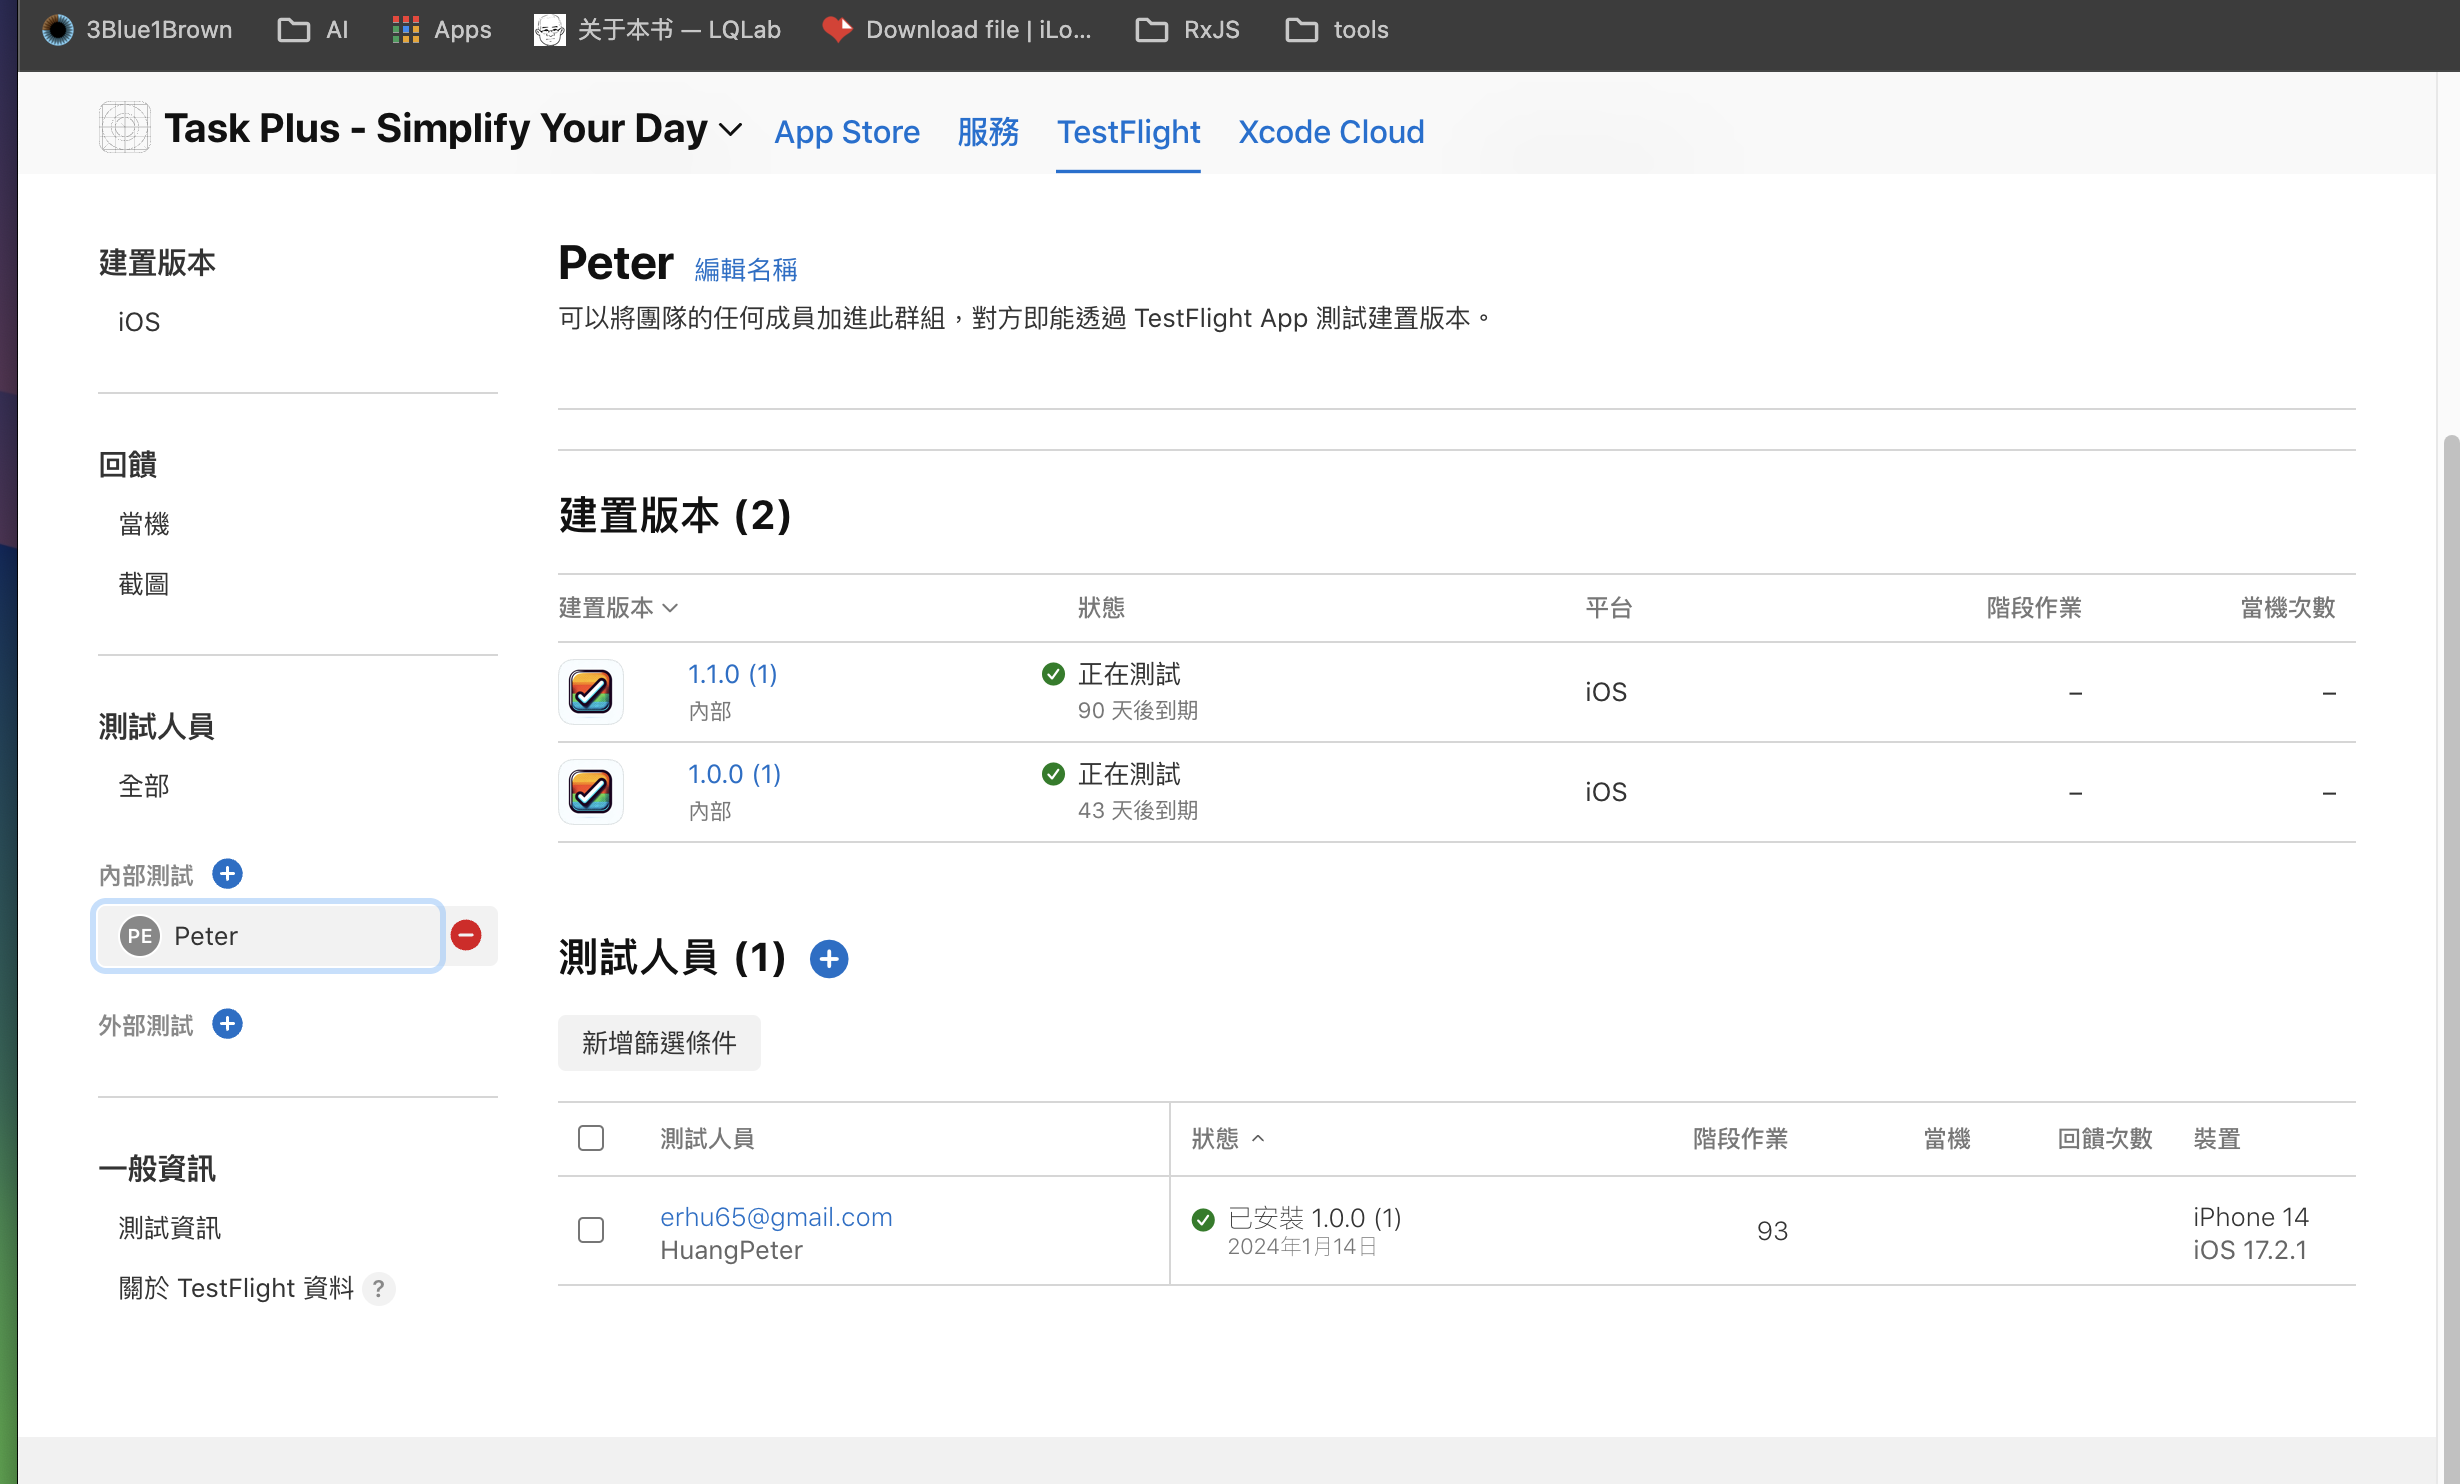 3Blue1Brown AI Apps 关于本书 — LQLab Download file | iLo... RxJS tools
Task Plus - Simplify Your Day App Store 服務 TestFlight Xcode Cloud
建置版本
iOS
回饋
當機
截圖
測試人員
全部
內部測試
PE Peter
外部測試
一般資訊
測試資訊
關於 TestFlight 資料 ?
Peter 編輯名稱
可以將團隊的任何成員加進此群組，對方即能透過 TestFlight App 測試建置版本。
建置版本 (2)
建置版本 狀態 平台 階段作業 當機次數
1.1.0 (1) 正在測試 iOS – –
內部 90 天後到期
1.0.0 (1) 正在測試 iOS – –
內部 43 天後到期
測試人員 (1)
新增篩選條件
測試人員 狀態 階段作業 當機 回饋次數 裝置
erhu65@gmail.com 已安裝 1.0.0 (1) 93 iPhone 14
HuangPeter 2024年1月14日 iOS 17.2.1